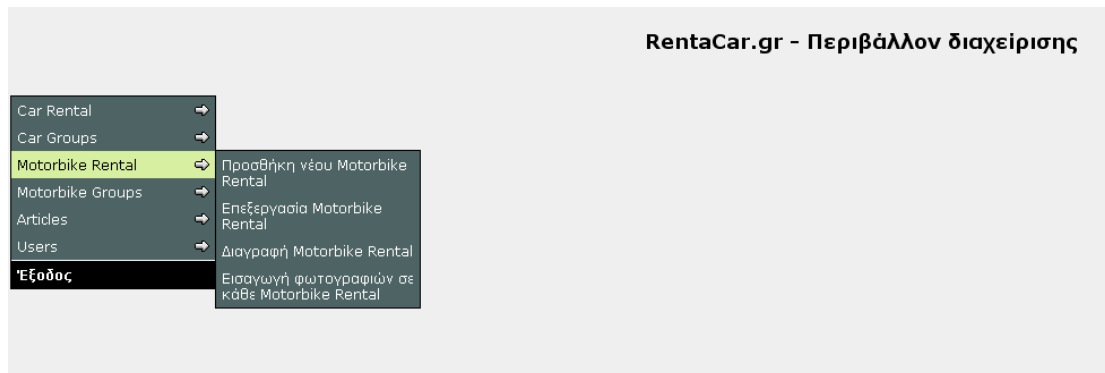 RentaCar.gr - Περιβάλλον διαχείρισης
Car Rental
Car Groups
Motorbike Rental
Motorbike Groups
Articles
Users
Έξοδος
Προσθήκη νέου Motorbike
Rental
Επεξεργασία Motorbike
Rental
Διαγραφή Motorbike Rental
Εισαγωγή φωτογραφιών σε
κάθε Motorbike Rental